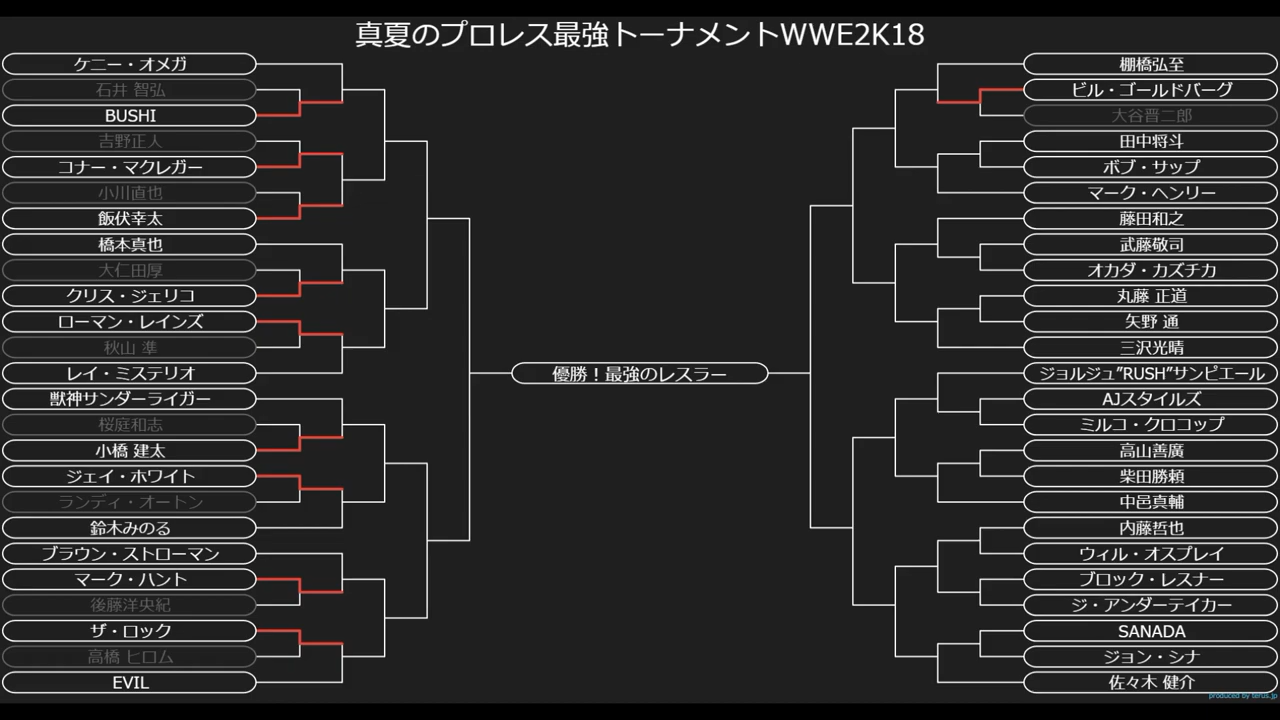 真夏のプロレス最強トーナメントWWE2K18
ケニー・オメガ
石井 智弘
BUSHI
吉野正人
コナー・マクレガー
小川直也
飯伏幸太
橋本真也
大仁田厚
クリス・ジェリコ
ローマン・レインズ
秋山 準
レイ・ミステリオ
獣神サンダーライガー
桜庭和志
小橋 建太
ジェイ・ホワイト
ランディ・オートン
鈴木みのる
ブラウン・ストローマン
マーク・ハント
後藤洋央紀
ザ・ロック
高橋 ヒロム
EVIL
優勝！最強のレスラー
棚橋弘至
ビル・ゴールドバーグ
大谷晋二郎
田中将斗
ボブ・サップ
マーク・ヘンリー
藤田和之
武藤敬司
オカダ・カズチカ
丸藤 正道
矢野 通
三沢光晴
ジョルジュ”RUSH”サンピエール
AJスタイルズ
ミルコ・クロコップ
高山善廣
柴田勝頼
中邑真輔
内藤哲也
ウィル・オスプレイ
ブロック・レスナー
ジ・アンダーテイカー
SANADA
ジョン・シナ
佐々木 健介
produced by terus.jp